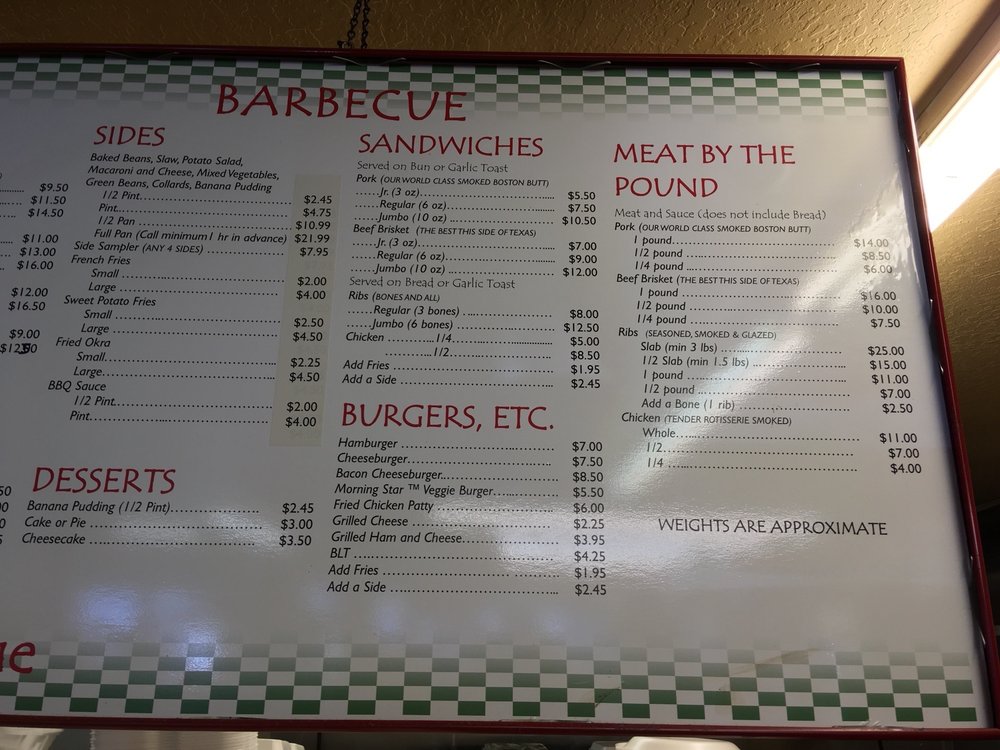 BARBECUE
$9.50
$11.50
$14.50
$11.00
$13.00
$16.00
$12.00
$16.50
$9.00
SIDES
Baked Beans, Slaw, Potato Salad,
Macaroni and Cheese, Mixed Vegetables,
Green Beans, Collards, Banana Pudding
1/2 Pint $2.45
Pint $4.75
1/2 Pan $10.99
Full Pan (Call minimum 1 hr in advance) $21.99
Side Sampler (ANY 4 SIDES) $7.95
French Fries
Small $2.00
Large $4.00
Sweet Potato Fries
Small $2.50
Large $4.50
Fried Okra
Small $2.25
Large $4.50
BBQ Sauce
1/2 Pint $2.00
Pint $4.00
DESSERTS
Banana Pudding (1/2 Pint) $2.45
Cake or Pie $3.00
Cheesecake $3.50
SANDWICHES
Served on Bun or Garlic Toast
Pork (OUR WORLD CLASS SMOKED BOSTON BUTT)
Jr. (3 oz) $5.50
Regular (6 oz) $7.50
Jumbo (10 oz) $10.50
Beef Brisket (THE BEST THIS SIDE OF TEXAS)
Jr. (3 oz) $7.00
Regular (6 oz) $9.00
Jumbo (10 oz) $12.00
Served on Bread or Garlic Toast
Ribs (BONES AND ALL)
Regular (3 bones) $8.00
Jumbo (6 bones) $12.50
Chicken 1/4 $5.00
1/2 $8.50
Add Fries $1.95
Add a Side $2.45
BURGERS, ETC.
Hamburger $7.00
Cheeseburger $7.50
Bacon Cheeseburger $8.50
Morning Star ™ Veggie Burger $5.50
Fried Chicken Patty $6.00
Grilled Cheese $2.25
Grilled Ham and Cheese $3.95
BLT $4.25
Add Fries $1.95
Add a Side $2.45
MEAT BY THE
POUND
Meat and Sauce (does not include Bread)
Pork (OUR WORLD CLASS SMOKED BOSTON BUTT)
1 pound $14.00
1/2 pound $8.50
1/4 pound $6.00
Beef Brisket (THE BEST THIS SIDE OF TEXAS)
1 pound $16.00
1/2 pound $10.00
1/4 pound $7.50
Ribs (SEASONED, SMOKED & GLAZED)
Slab (min 3 lbs) $25.00
1/2 Slab (min 1.5 lbs) $15.00
1 pound $11.00
1/2 pound $7.00
Add a Bone (1 rib) $2.50
Chicken (TENDER ROTISSERIE SMOKED)
Whole $11.00
1/2 $7.00
1/4 $4.00
WEIGHTS ARE APPROXIMATE